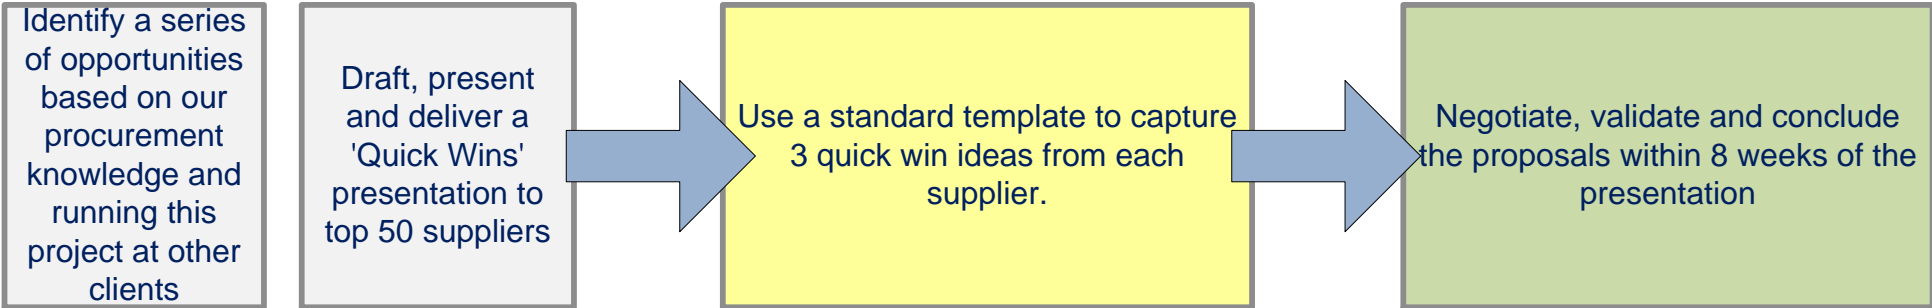 Identify a series
of opportunities
based on our
procurement
knowledge and
running this
project at other
clients
Draft, present
and deliver a
'Quick Wins'
presentation to
top 50 suppliers
Use a standard template to capture
3 quick win ideas from each
supplier.
Negotiate, validate and conclude
the proposals within 8 weeks of the
presentation